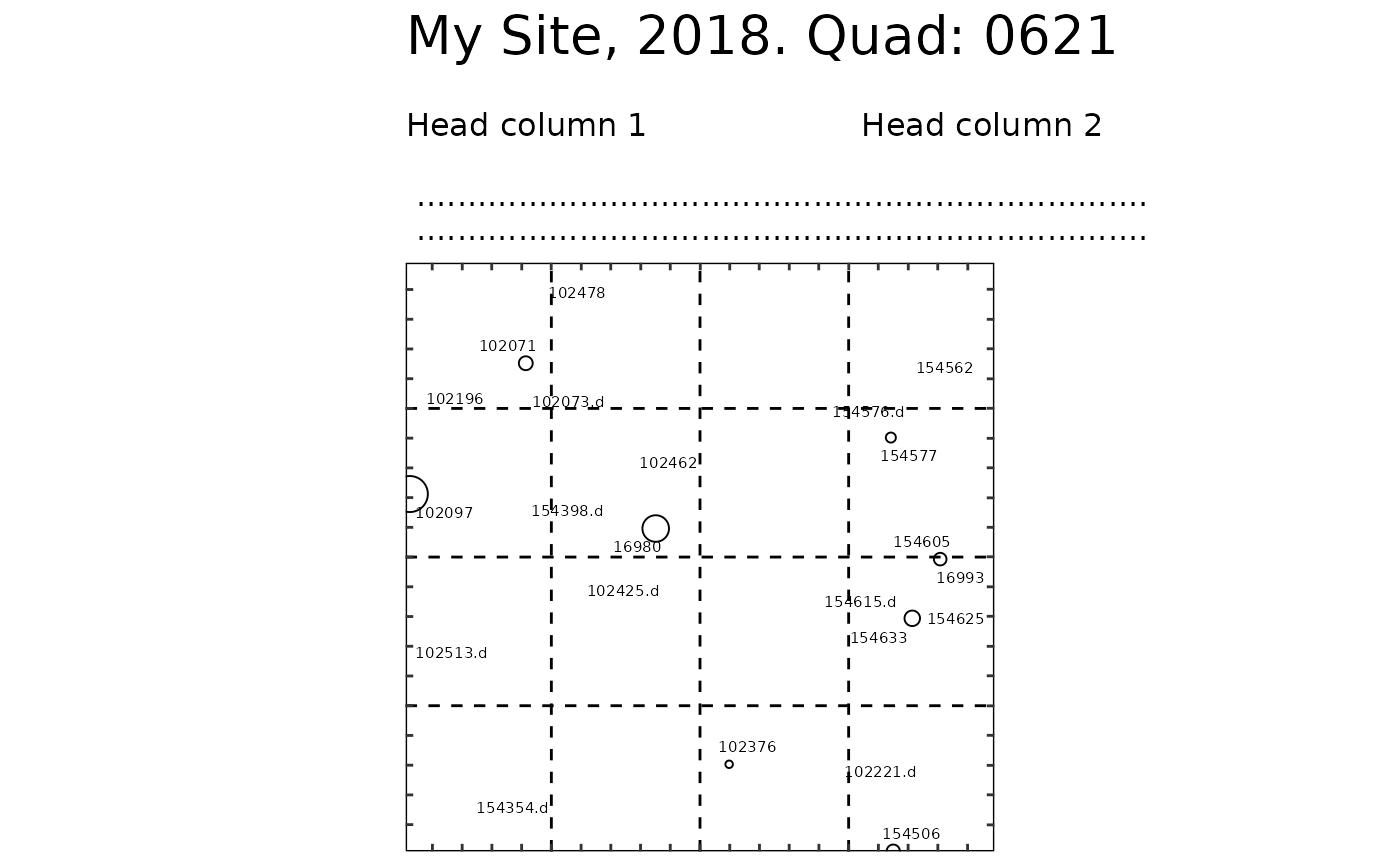 My Site, 2018. Quad: 0621
Head column 1
Head column 2
102478
102071
154562
102196
102073.d
154576.d
154577
102462
102097
154398.d
16980
154605
16993
102425.d
154615.d
154625
154633
102513.d
102376
102221.d
154354.d
154506